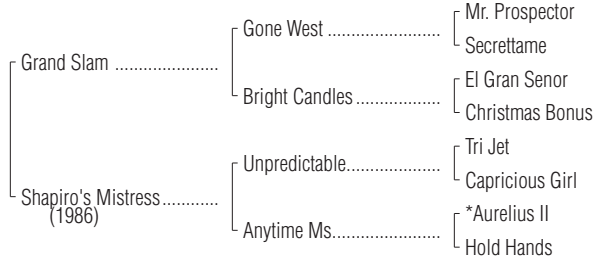 Mr. Prospector
Gone West ......................
Secrettame
Grand Slam ......................
El Gran Senor
Bright Candles..................
Christmas Bonus
Tri Jet
Unpredictable....................
Capricious Girl
Shapiro's Mistress............
(1986)
*Aurelius II
Anytime Ms.......................
Hold Hands